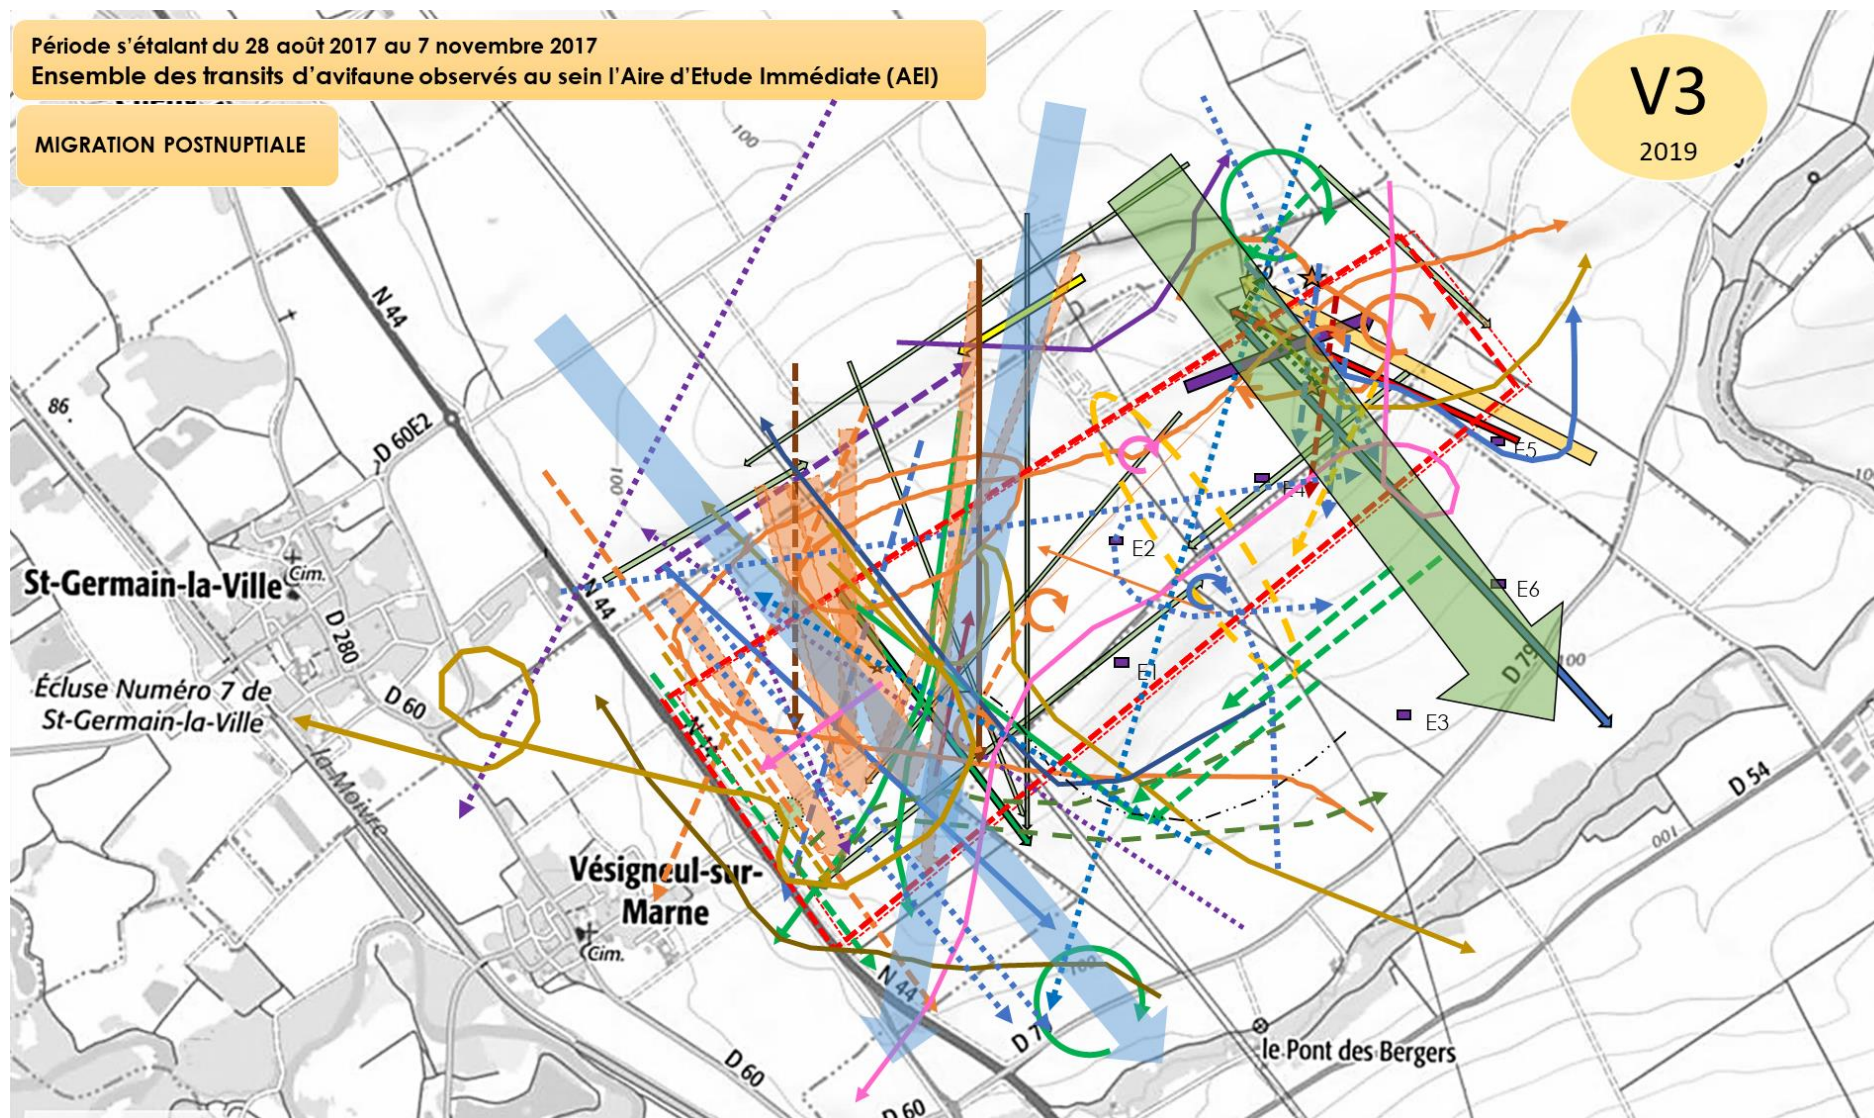 Période s'étalant du 28 août 2017 au 7 novembre 2017
Ensemble des transits d'avifaune observés au sein l'Aire d'Etude Immédiate (AEI)
MIGRATION POSTNUPTIALE
V3
2019
100
N 44
86.
D 60E2
100
E5
E4
E2
St-Germain-la-Ville
Cim.
N 44
E6
D 280
E1
100
D 79
Écluse Numéro 7 de
St-Germain-la-Ville
D 60
E3
la Moivre
D 54
100
Vésigneul-sur-
Marne
Cim.
100
N 44
le Pont des Bergers
D 60
D 60